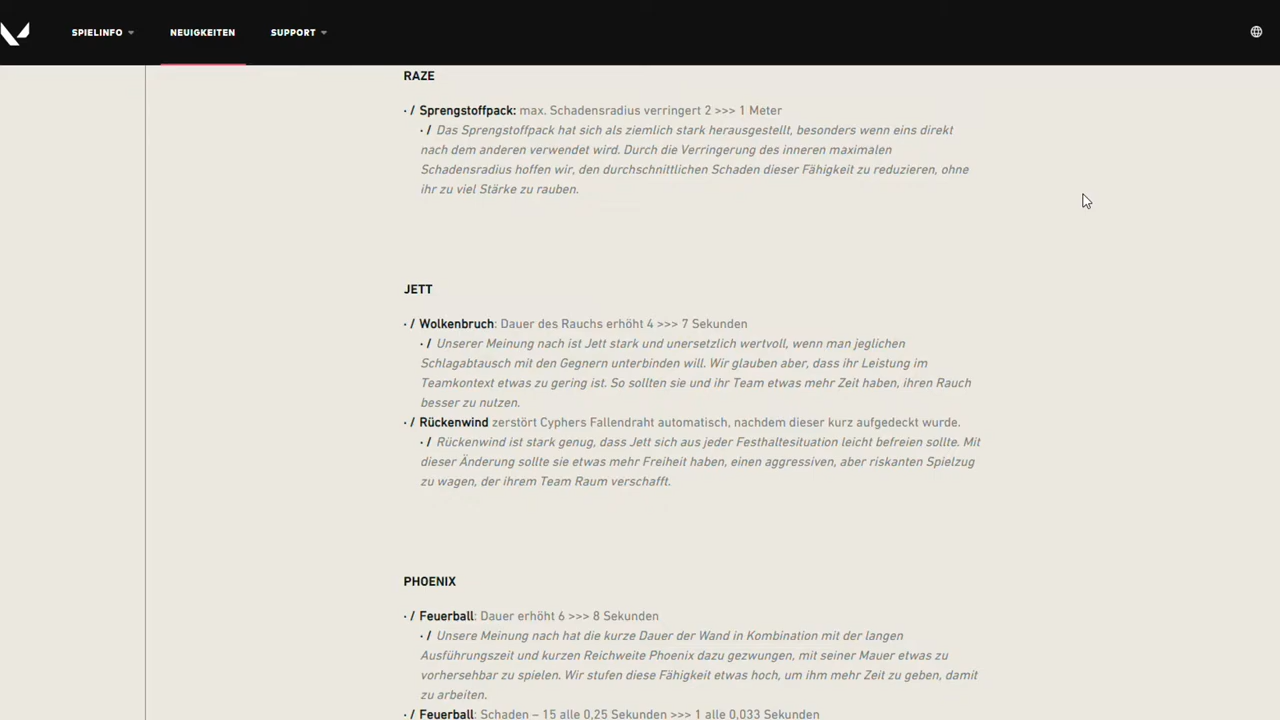 SPIELINFO
NEUIGKEITEN
SUPPORT
RAZE
· / Sprengstoffpack: max. Schadensradius verringert 2 >>> 1 Meter
· / Das Sprengstoffpack hat sich als ziemlich stark herausgestellt, besonders wenn eins direkt
nach dem anderen verwendet wird. Durch die Verringerung des inneren maximalen
Schadensradius hoffen wir, den durchschnittlichen Schaden dieser Fähigkeit zu reduzieren, ohne
ihr zu viel Stärke zu rauben.
JETT
· / Wolkenbruch: Dauer des Rauchs erhöht 4 >>> 7 Sekunden
· / Unserer Meinung nach ist Jett stark und unersetzlich wertvoll, wenn man jeglichen
Schlagabtausch mit den Gegnern unterbinden will. Wir glauben aber, dass ihr Leistung im
Teamkontext etwas zu gering ist. So sollten sie und ihr Team etwas mehr Zeit haben, ihren Rauch
besser zu nutzen.
· / Rückenwind zerstört Cyphers Fallendraht automatisch, nachdem dieser kurz aufgedeckt wurde.
· / Rückenwind ist stark genug, dass Jett sich aus jeder Festhaltesituation leicht befreien sollte. Mit
dieser Änderung sollte sie etwas mehr Freiheit haben, einen aggressiven, aber riskanten Spielzug
zu wagen, der ihrem Team Raum verschafft.
PHOENIX
· / Feuerball: Dauer erhöht 6 >>> 8 Sekunden
· / Unsere Meinung nach hat die kurze Dauer der Wand in Kombination mit der langen
Ausführungszeit und kurzen Reichweite Phoenix dazu gezwungen, mit seiner Mauer etwas zu
vorhersehbar zu spielen. Wir stufen diese Fähigkeit etwas hoch, um ihm mehr Zeit zu geben, damit
zu arbeiten.
· / Feuerball: Schaden – 15 alle 0,25 Sekunden >>> 1 alle 0,033 Sekunden